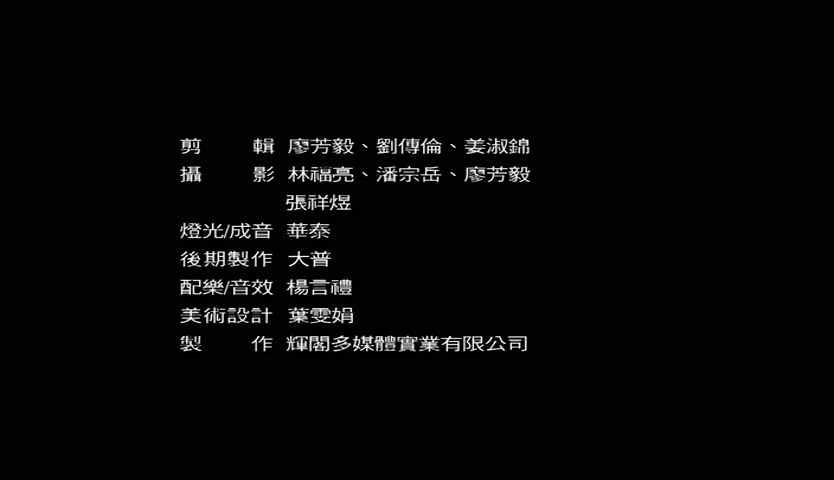 剪　　輯 廖芳毅、劉傳倫、姜淑錦
攝　　影 林福亮、潘宗岳、廖芳毅
張祥煜
燈光/成音 華泰
後期製作 大普
配樂/音效 楊言禮
美術設計 葉雯娟
製　　作 輝閣多媒體實業有限公司